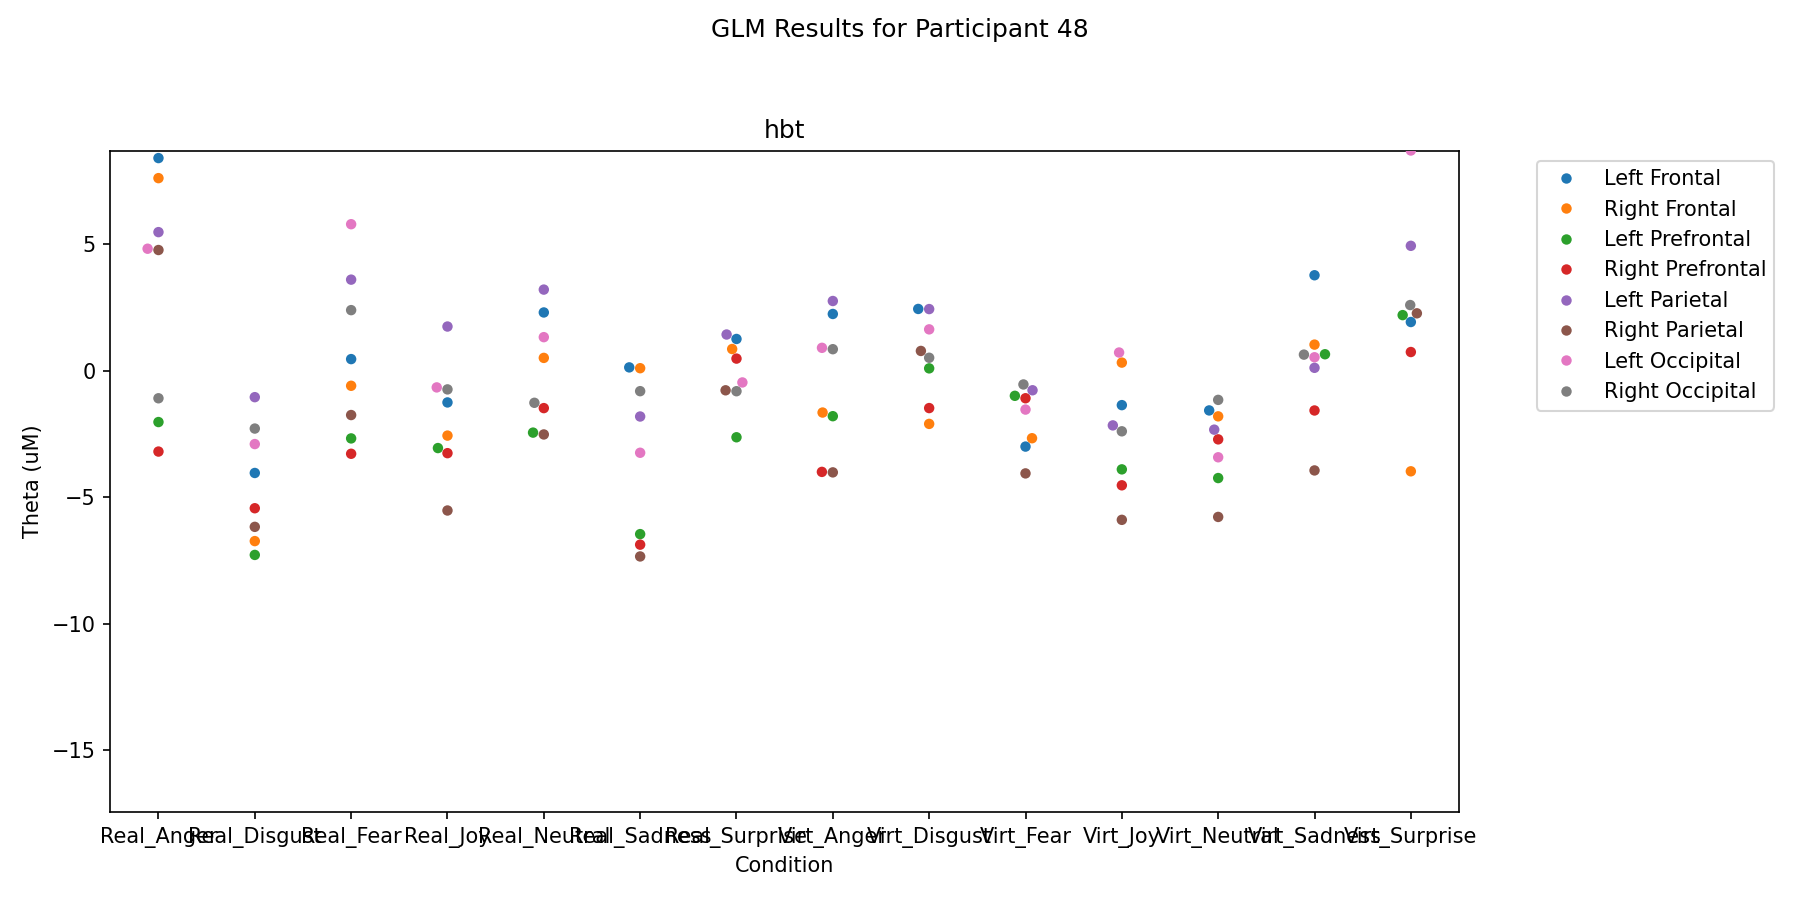 GLM Results for Participant 48
hbt
Theta (uM)
5
0
−5
−10
−15
Real_Anger
Real_Disgust
Real_Fear
Real_Joy
Real_Neutral
Real_Sadness
Real_Surprise
Virt_Anger
Virt_Disgust
Virt_Fear
Virt_Joy
Virt_Neutral
Virt_Sadness
Virt_Surprise
Condition
Left Frontal
Right Frontal
Left Prefrontal
Right Prefrontal
Left Parietal
Right Parietal
Left Occipital
Right Occipital